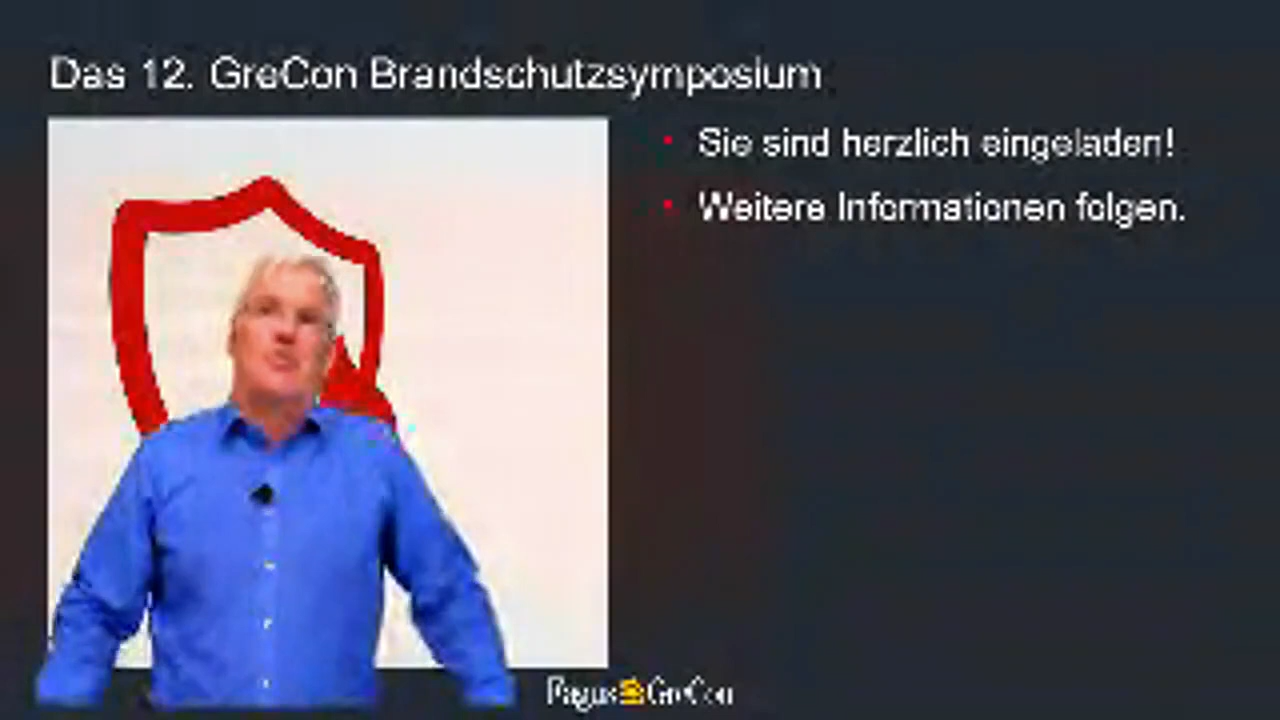 Das 12. GreCon Brandschutzsymposium
Sie sind herzlich eingeladen!
Weitere Informationen folgen.
Fagus GreCon